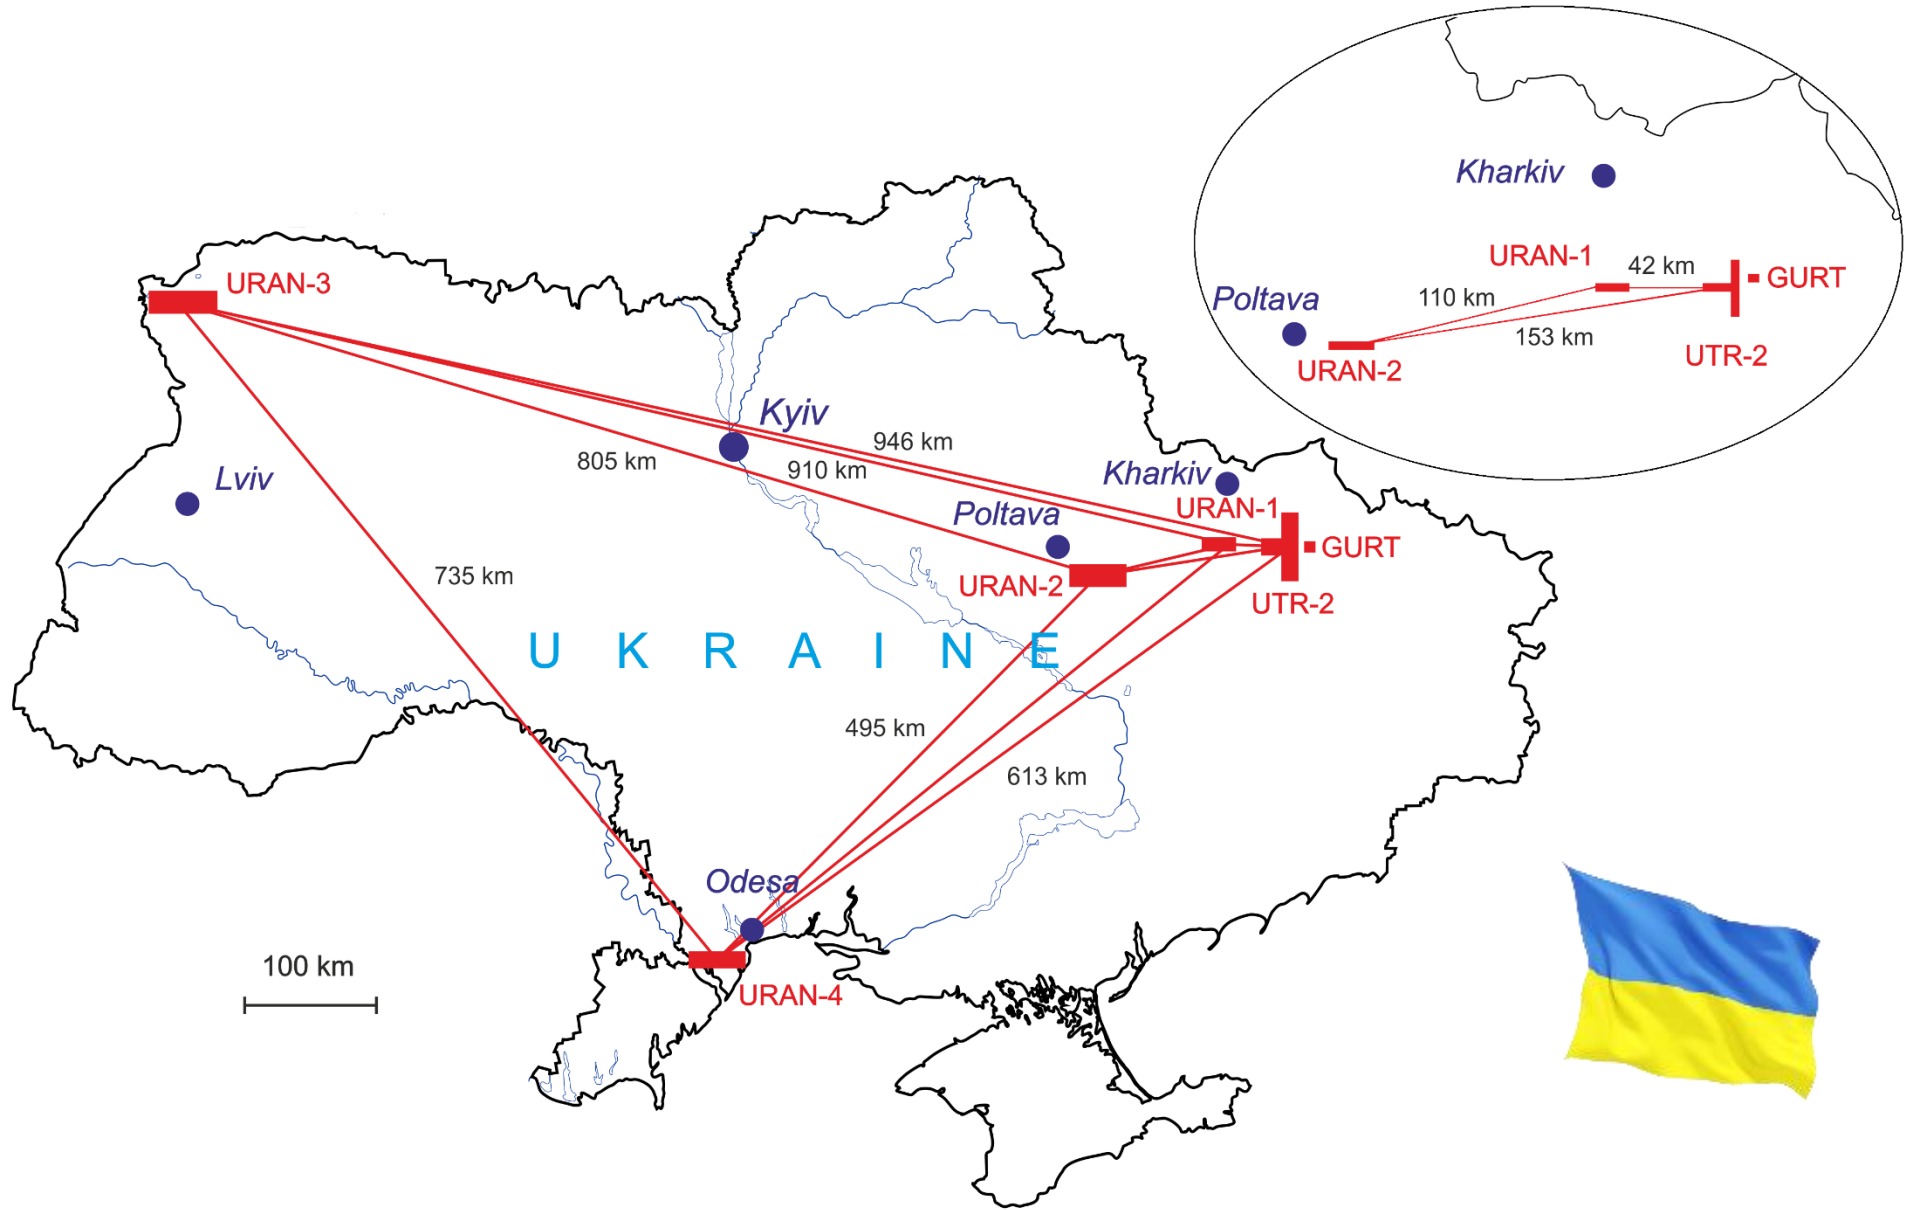 Kharkiv
URAN-1
42 km
GURT
110 km
Poltava
153 km
UTR-2
URAN-2
URAN-3
Kyiv
946 km
805 km
910 km
Kharkiv
Lviv
URAN-1
Poltava
GURT
735 km
URAN-2
UTR-2
UKRAINE
495 km
613 km
Odesa
100 km
URAN-4